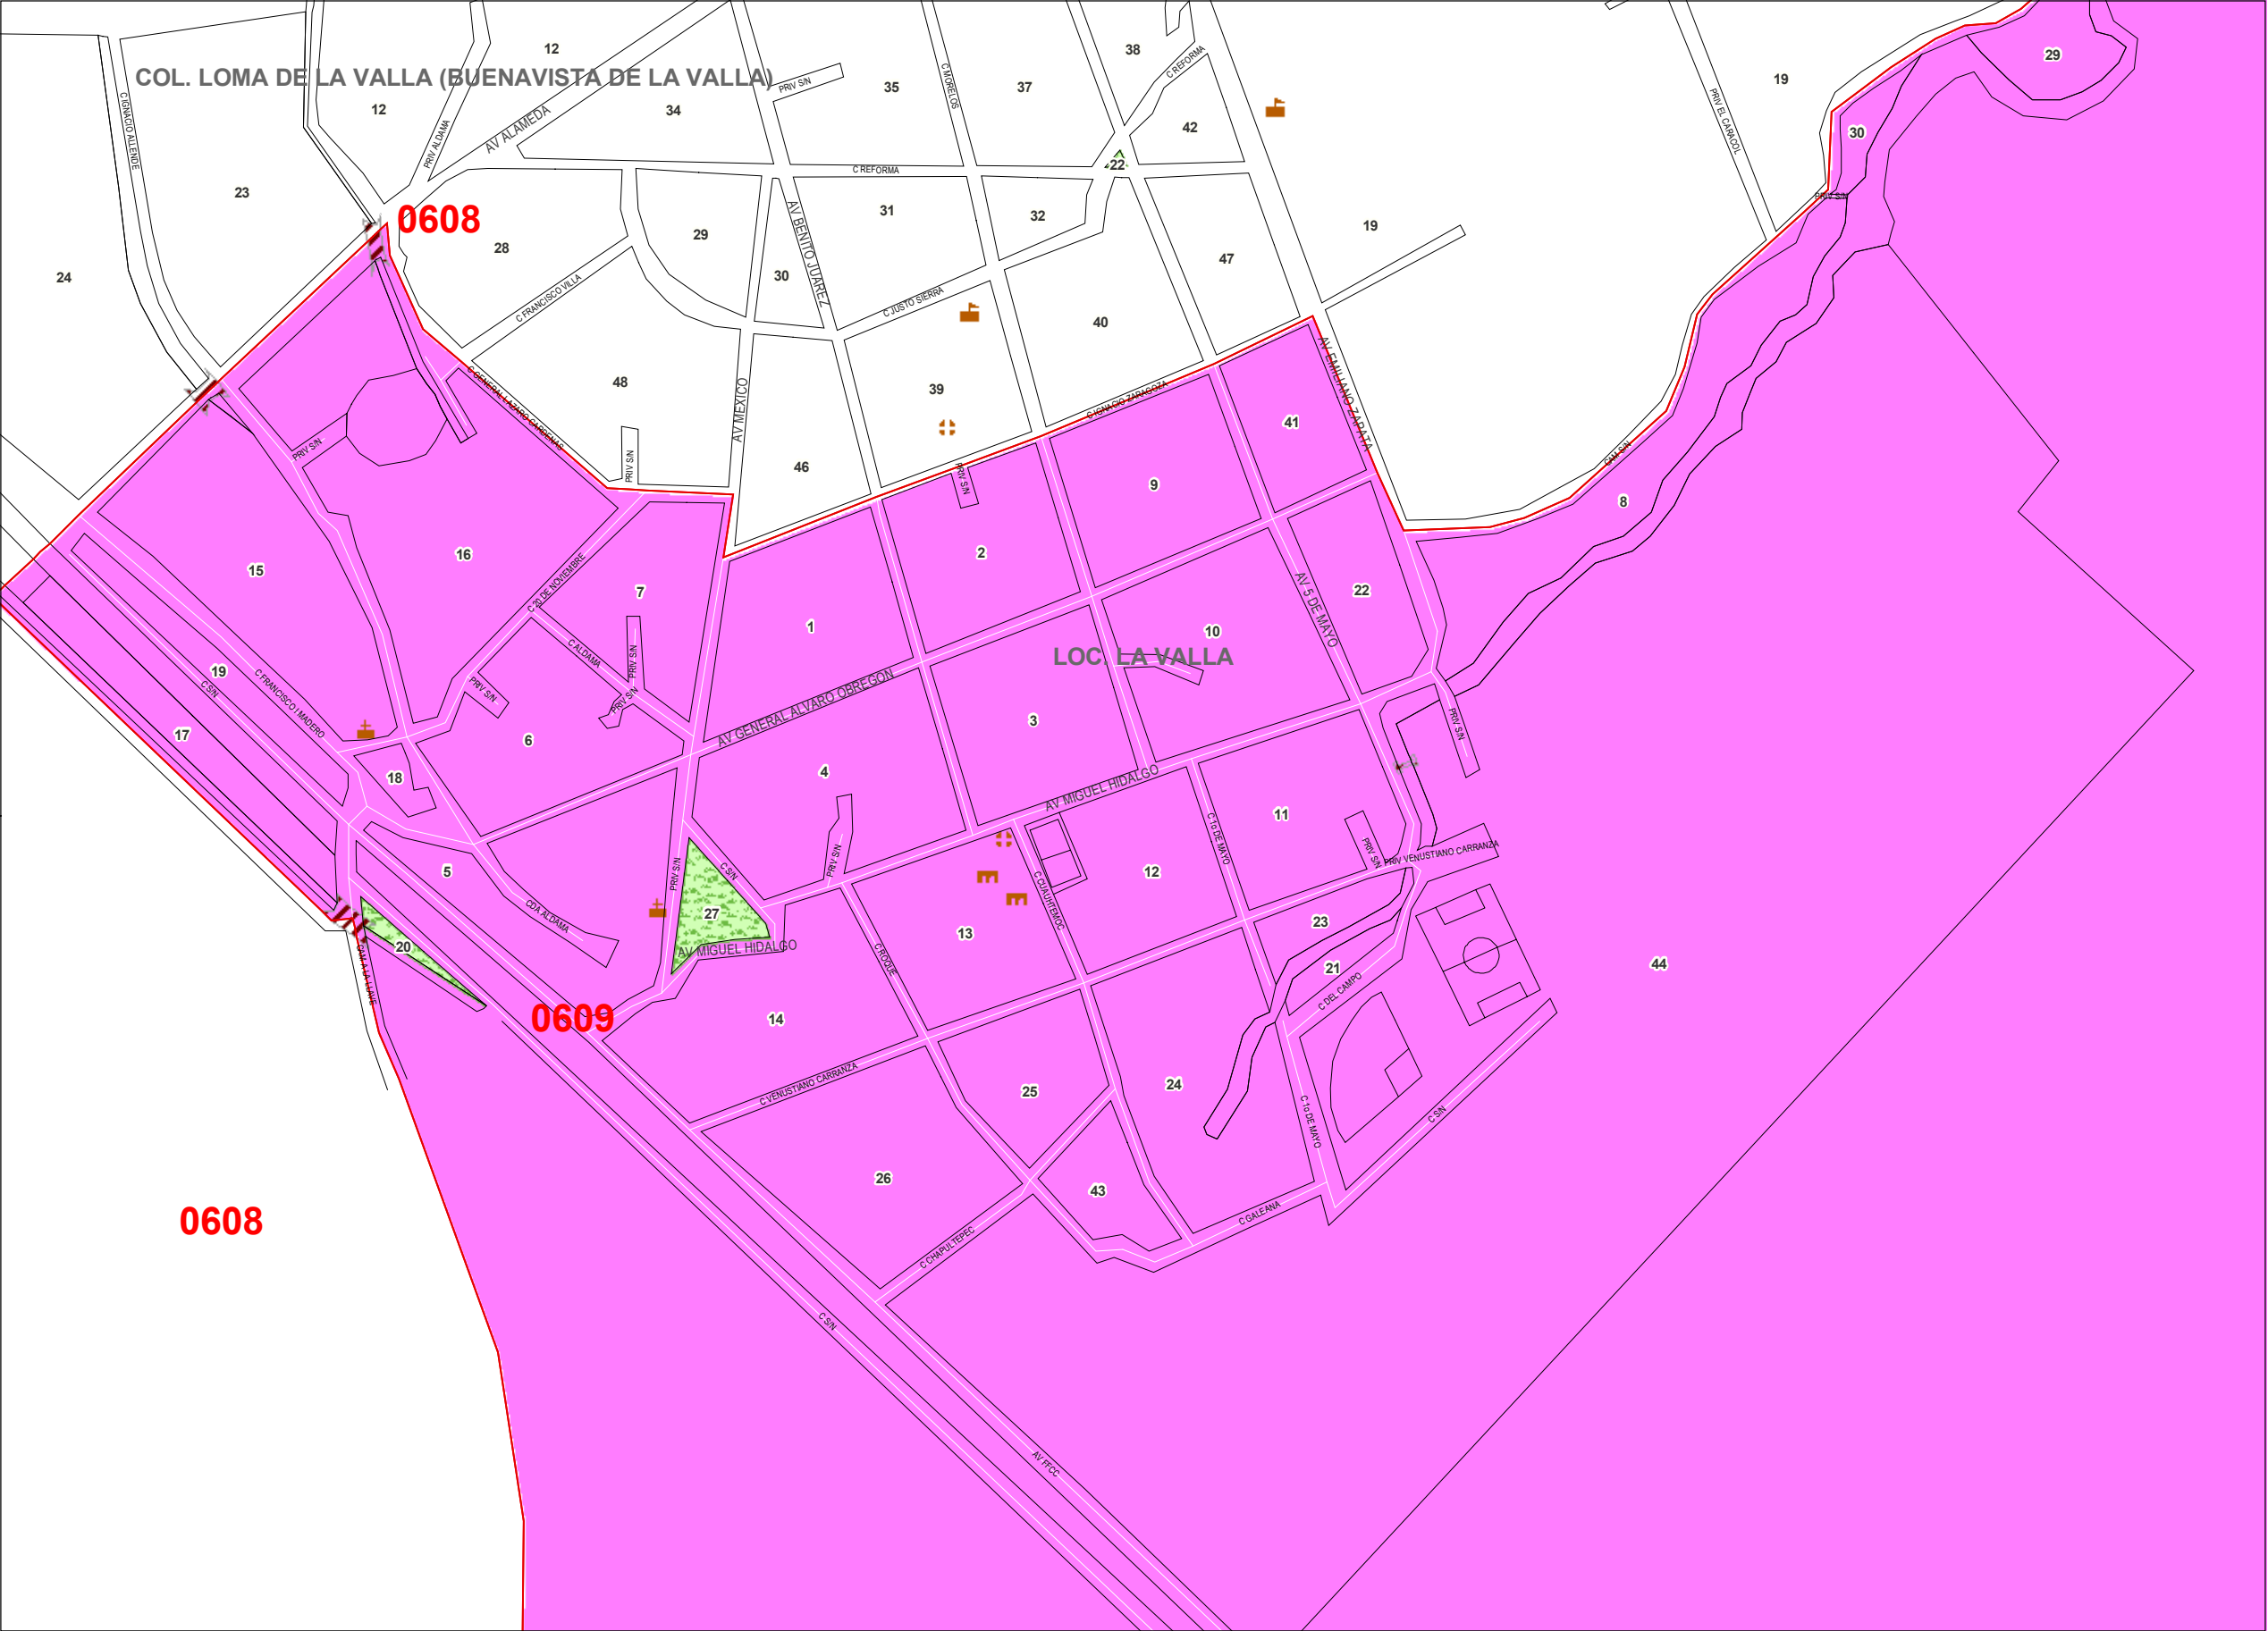 12
38
C REFORMA
29
COL. LOMA DE LA VALLA (BUENAVISTA DE LA VALLA)
19
PRIV S/N
35
C MORELOS
37
12
34
AV ALAMEDA
PRIV EL CARACOL
C IGNACIO ALLENDE
PRIV ALDAMA
42
30
22
C REFORMA
23
PRIV S/N
31
32
0608
AV BENITO JUAREZ
19
28
29
24
30
47
C FRANCISCO VILLA
C JUSTO SIERRA
40
AV EMILIANO ZAPATA
48
39
C GENERAL LAZARO CARDENAS
AV MEXICO
C IGNACIO ZARAGOZA
41
PRIV S/N
PRIV S/N
46
PRIV S/N
CAM S/N
9
8
16
2
15
C 20 DE NOVIEMBRE
7
22
AV 5 DE MAYO
1
10
C ALDAMA
PRIV S/N
LOC. LA VALLA
19
C S/N
C FRANCISCO I MADERO
PRIV S/N
PRIV S/N
AV GENERAL ALVARO OBREGON
3
PRIV S/N
17
6
4
18
AV MIGUEL HIDALGO
11
C 1o DE MAYO
PRIV S/N
PRIV VENUSTIANO CARRANZA
5
PRIV S/N
C S/N
PRIV S/N
12
C CUAUHTEMOC
27
CDA ALDAMA
23
13
20
AV MIGUEL HIDALGO
C ROQUE
44
21
CAM A LA LLAVE
C DEL CAMPO
0609
14
C VENUSTIANO CARRANZA
25
24
C 1o DE MAYO
C S/N
26
43
0608
C GALEANA
C CHAPULTEPEC
C S/N
AV FFCC